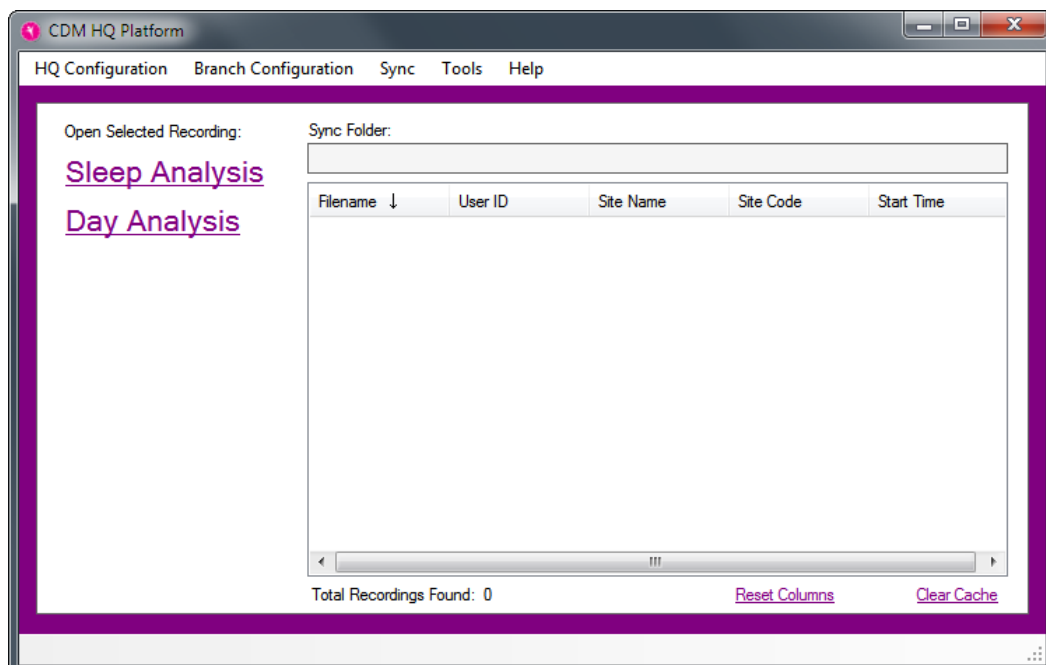 CDM HQ Platform
HQ Configuration Branch Configuration Sync Tools Help
Open Selected Recording:
Sleep Analysis
Day Analysis
Sync Folder:
Filename ↓ User ID Site Name Site Code Start Time
Total Recordings Found: 0 Reset Columns Clear Cache